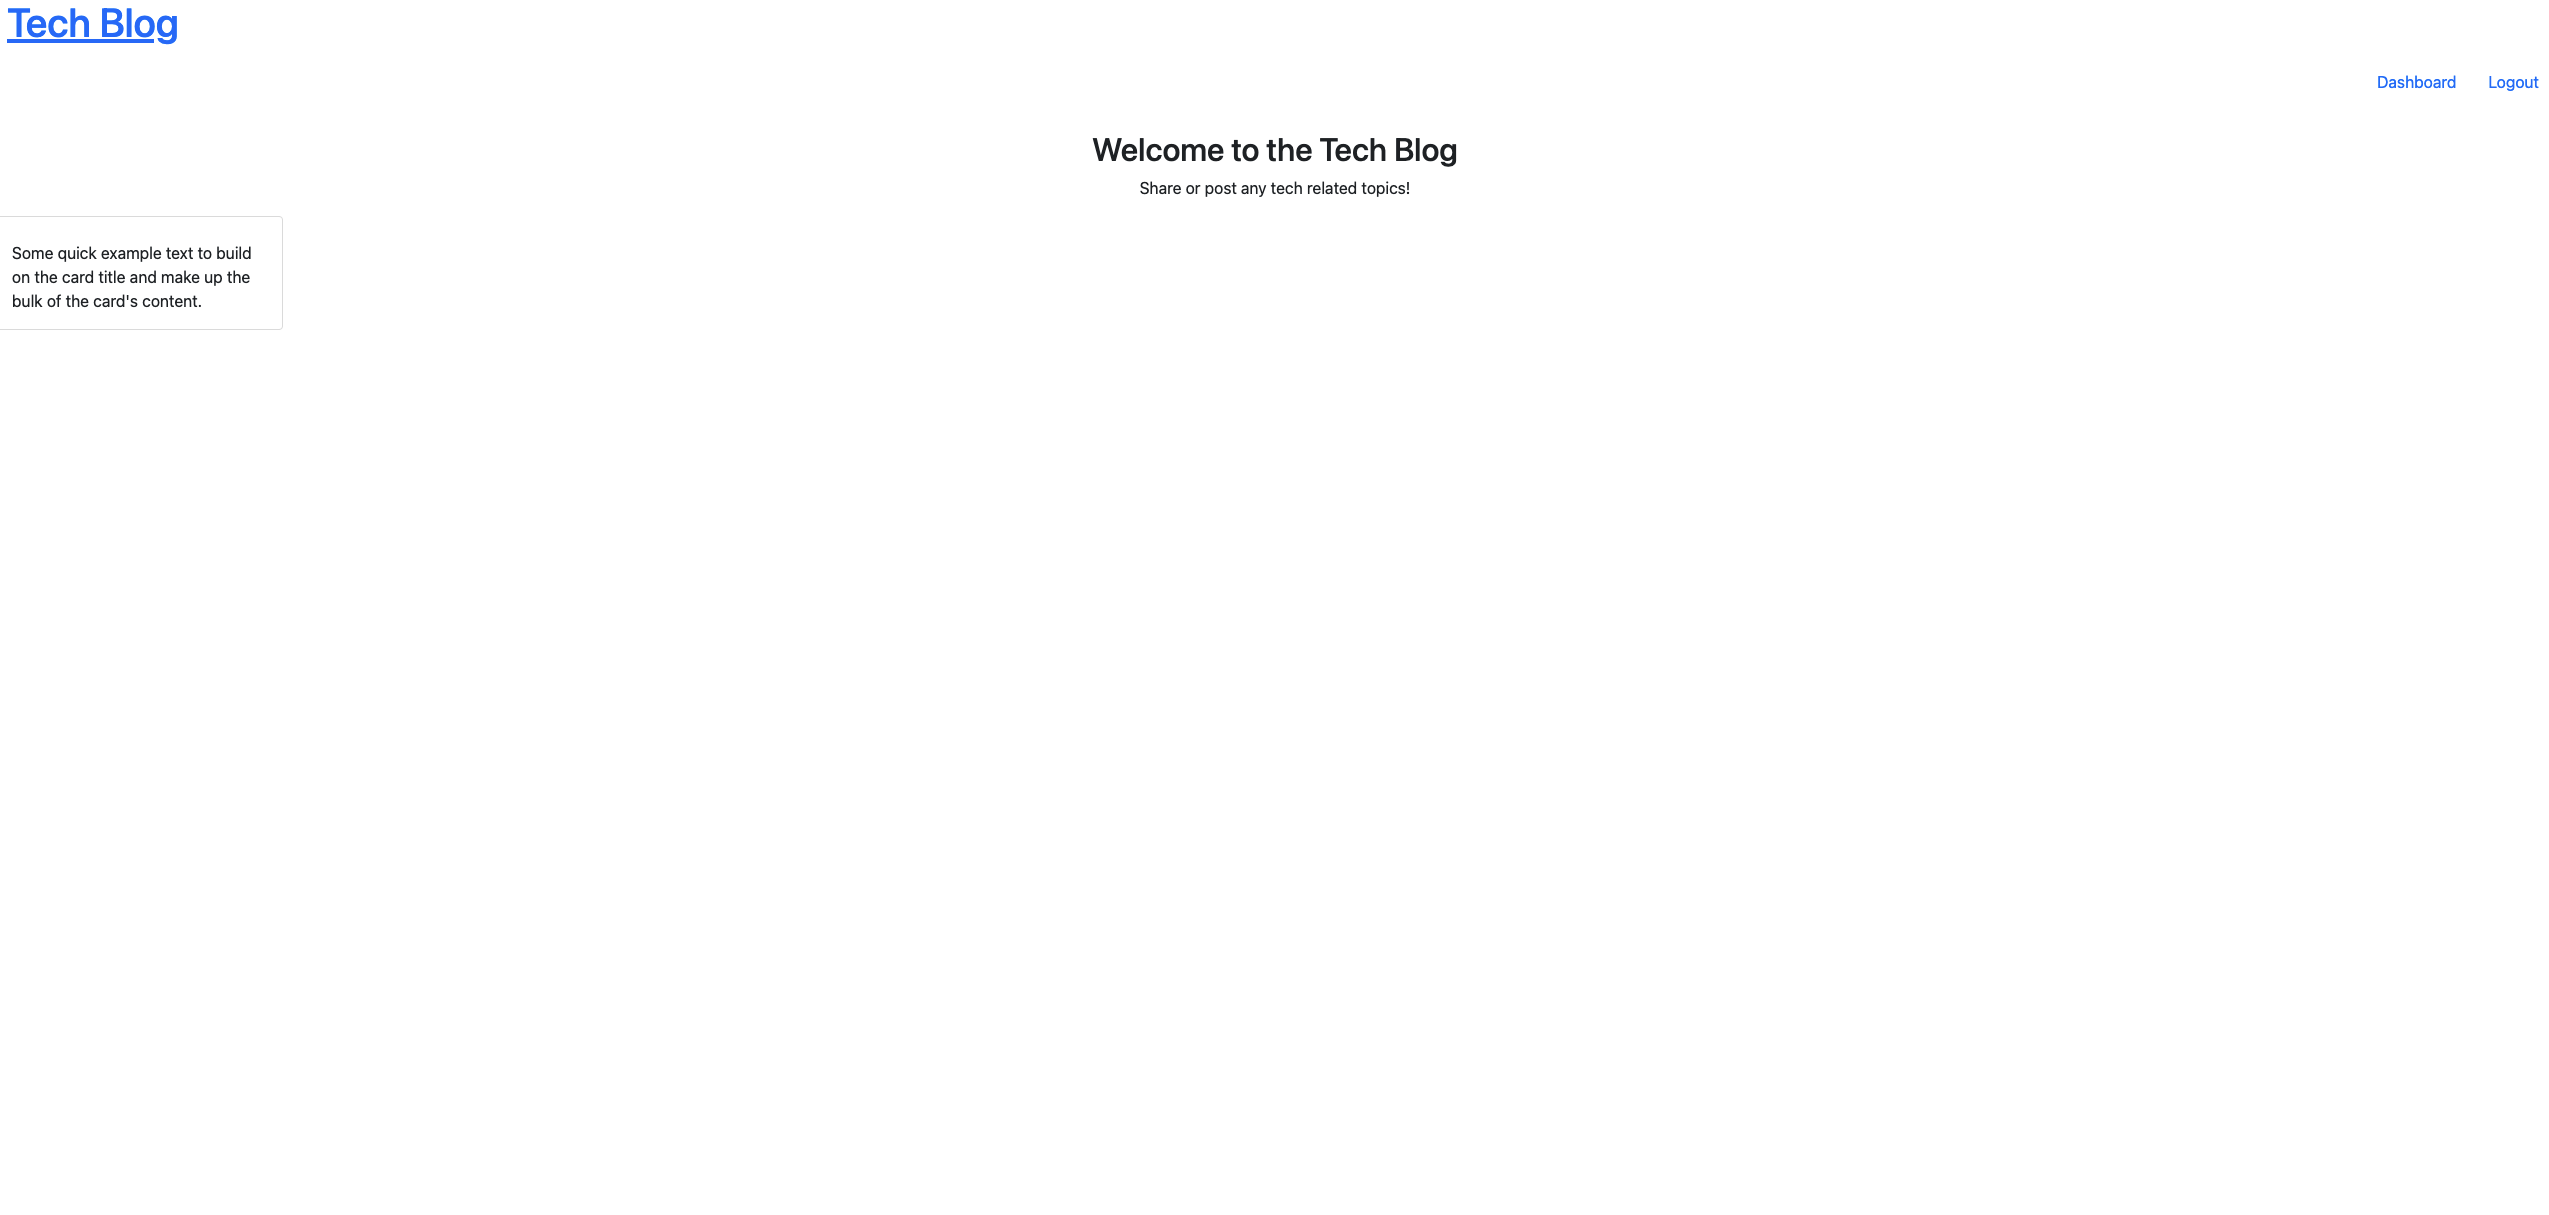 Tech Blog
Dashboard Logout
Welcome to the Tech Blog
Share or post any tech related topics!
Some quick example text to build
on the card title and make up the
bulk of the card's content.